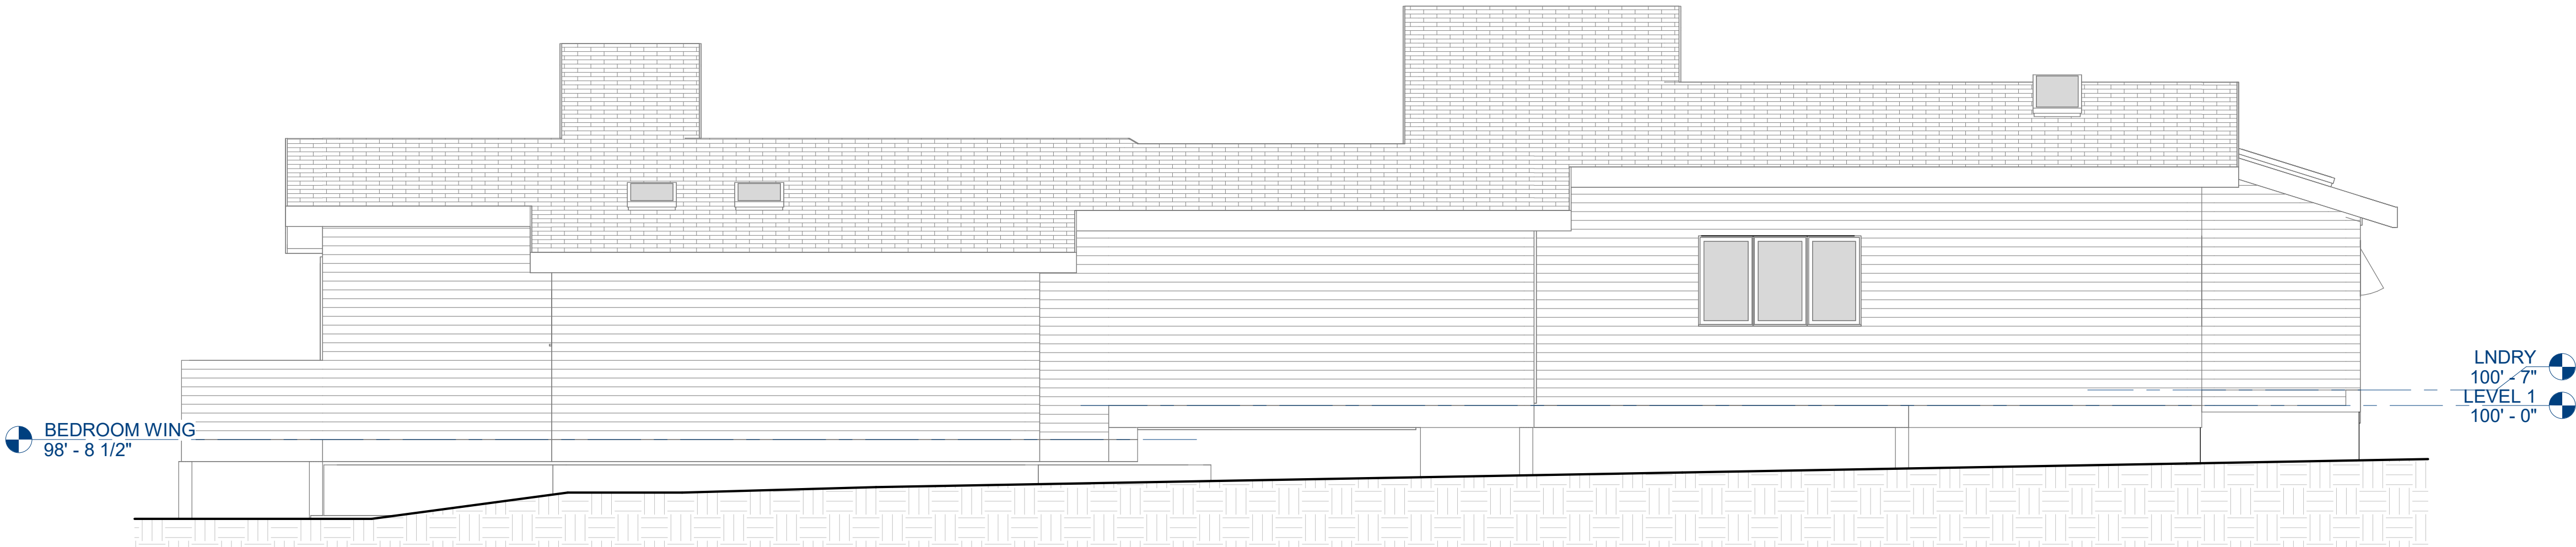 BEDROOM WING
98' - 8 1/2"
LNDRY
100' - 7"
LEVEL 1
100' - 0"